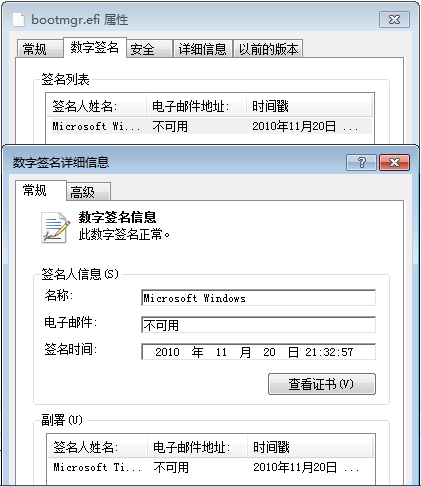 bootmgr.efi 属性
常规 数字签名 安全 详细信息 以前的版本
签名列表
签名人姓名: 电子邮件地址: 时间戳
Microsoft Wi... 不可用 2010年11月20日 ...
数字签名详细信息
常规 高级
数字签名信息
此数字签名正常。
签名人信息(S)
名称: Microsoft Windows
电子邮件: 不可用
签名时间: 2010 年 11 月 20 日 21:32:57
查看证书(V)
副署(U)
签名人姓名: 电子邮件地址: 时间戳
Microsoft Ti... 不可用 2010年11月20日 ...